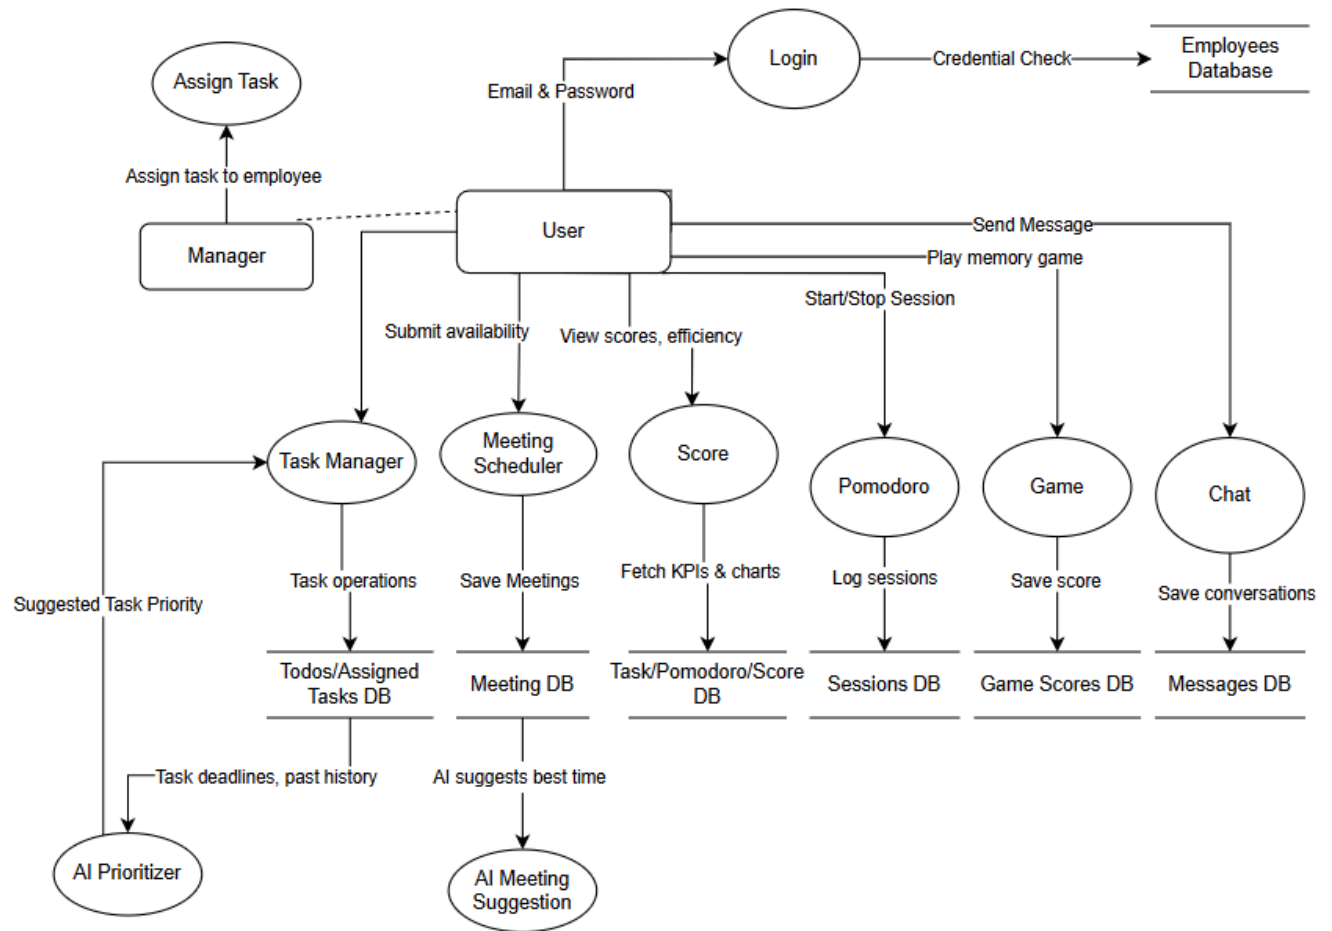 Login
Credential Check
Employees
Database
Assign Task
Email & Password
Assign task to employee
Manager
User
Send Message
Play memory game
Start/Stop Session
Submit availability
View scores, efficiency
Task Manager
Meeting
Scheduler
Score
Pomodoro
Game
Chat
Task operations
Save Meetings
Fetch KPIs & charts
Log sessions
Save score
Save conversations
Suggested Task Priority
Todos/Assigned
Tasks DB
Meeting DB
Task/Pomodoro/Score
DB
Sessions DB
Game Scores DB
Messages DB
Task deadlines, past history
AI suggests best time
AI Prioritizer
AI Meeting
Suggestion